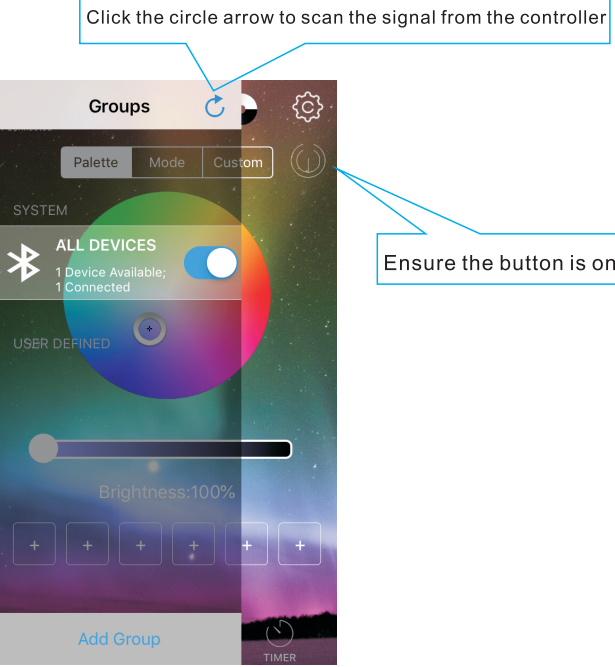 Click the circle arrow to scan the signal from the controller
Groups
Palette Mode Custom
SYSTEM
ALL DEVICES
1 Device Available;
1 Connected
Ensure the button is on
USER DEFINED
Brightness:100%
+ + + + + +
Add Group
TIMER